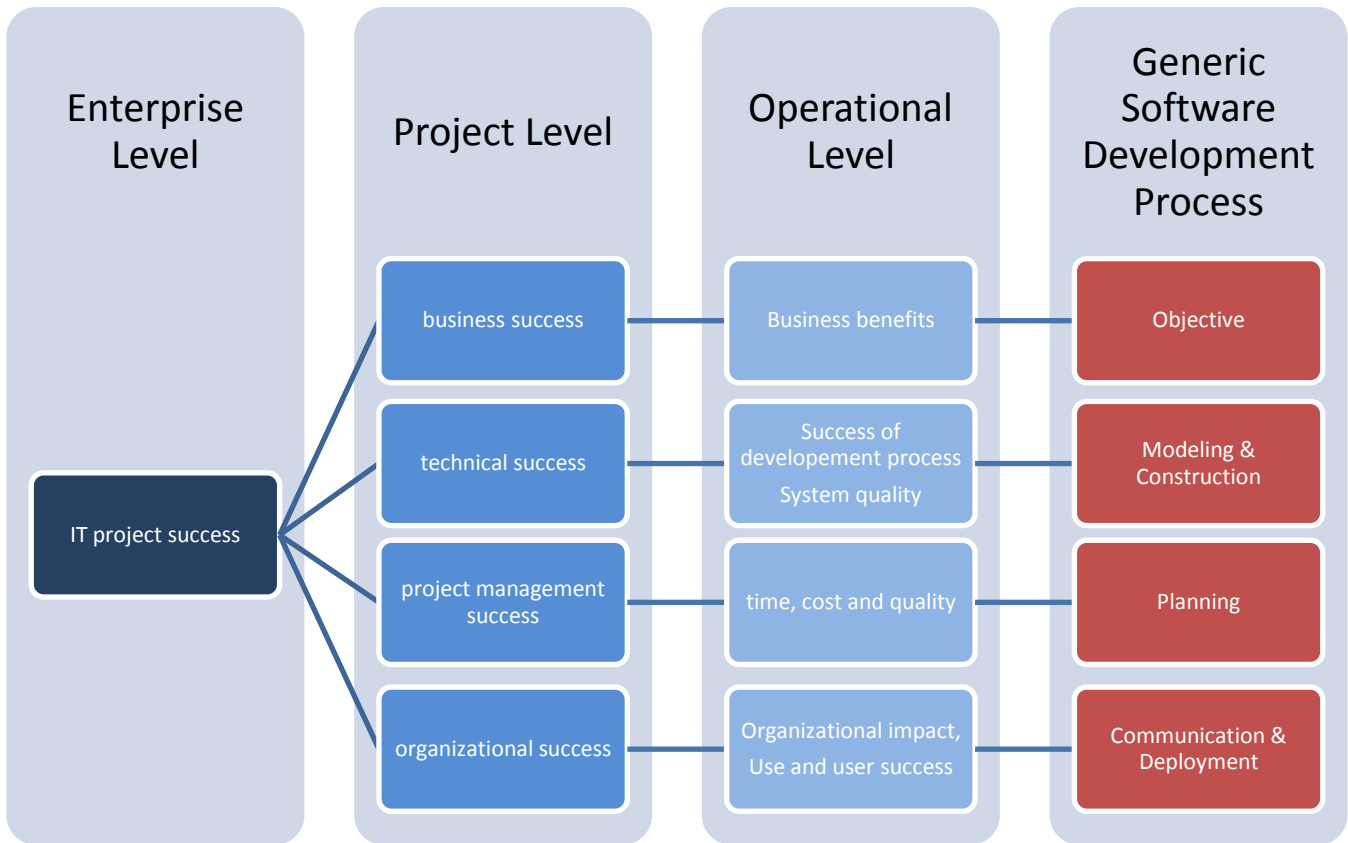 Enterprise
Level
Project Level
Operational
Level
Generic
Software
Development
Process
IT project success
business success
Business benefits
Objective
technical success
Success of
developement process
System quality
Modeling &
Construction
project management
success
time, cost and quality
Planning
organizational success
Organizational impact,
Use and user success
Communication &
Deployment